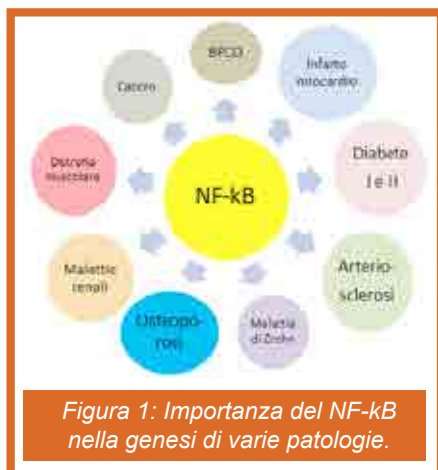 BPCO
Infarto
miocardio
Diabete
I e II
Arterio-
sclerosi
Malattia
di Crohn
Osteopo-
rosi
Malattie
renali
Distrofia
muscolare
Cancro
NF-kB
Figura 1: Importanza del NF-kB
nella genesi di varie patologie.